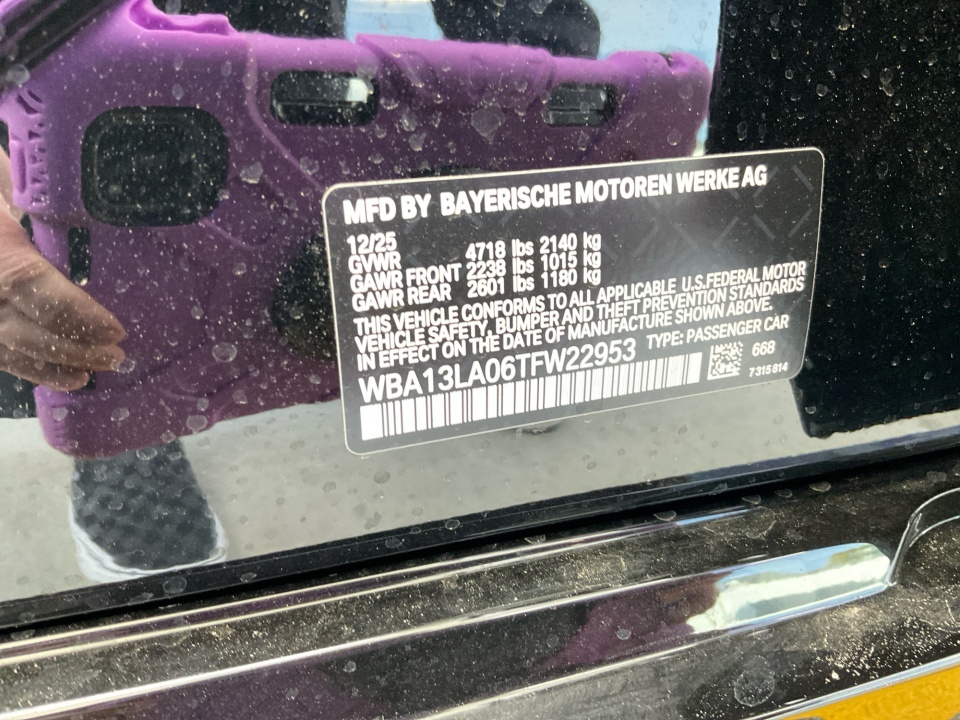 MFD BY BAYERISCHE MOTOREN WERKE AG
12/25
GVWR 4718 lbs 2140 kg
GAWR FRONT 2238 lbs 1015 kg
GAWR REAR 2601 lbs 1180 kg
THIS VEHICLE CONFORMS TO ALL APPLICABLE U.S.FEDERAL MOTOR
VEHICLE SAFETY, BUMPER AND THEFT PREVENTION STANDARDS
IN EFFECT ON THE DATE OF MANUFACTURE SHOWN ABOVE.
WBA13LA06TFW22953 TYPE: PASSENGER CAR
668
7315814